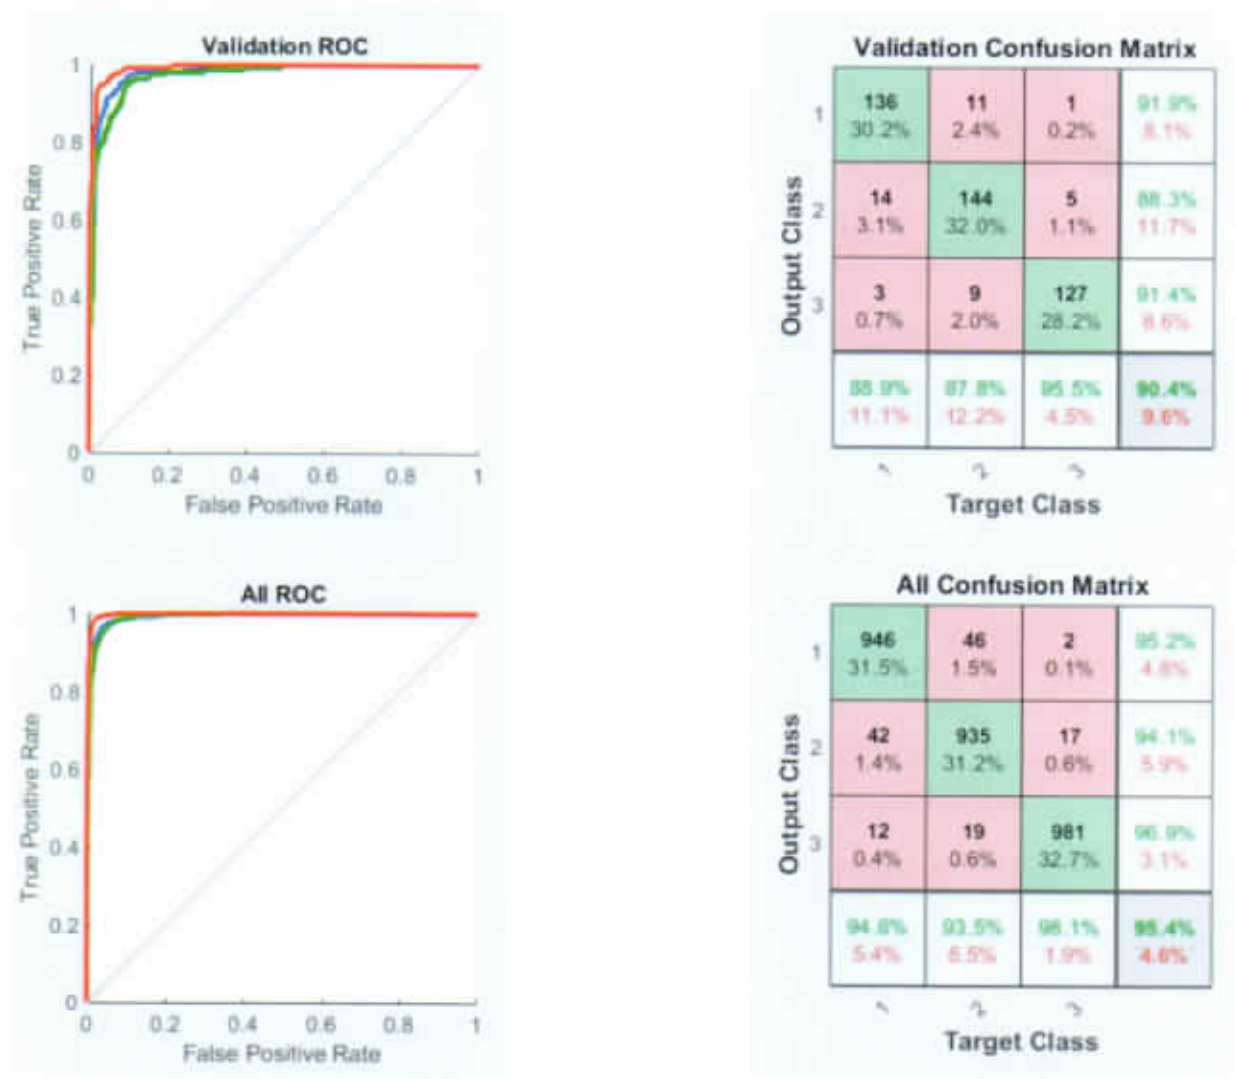 Validation ROC
1
0.8
0.6
0.4
0.2
0
True Positive Rate
0 0.2 0.4 0.6 0.8 1
False Positive Rate
Validation Confusion Matrix
Output Class
1 136 11 1 91.9%
30.2% 2.4% 0.2% 8.1%
2 14 144 5 88.3%
3.1% 32.0% 1.1% 11.7%
3 3 9 127 91.4%
0.7% 2.0% 28.2% 8.6%
88.9% 87.8% 95.5% 90.4%
11.1% 12.2% 4.5% 9.6%
1 2 3
Target Class
All ROC
1
0.8
0.6
0.4
0.2
0
True Positive Rate
0 0.2 0.4 0.6 0.8 1
False Positive Rate
All Confusion Matrix
Output Class
1 946 46 2 95.2%
31.5% 1.5% 0.1% 4.8%
2 42 935 17 94.1%
1.4% 31.2% 0.6% 5.9%
3 12 19 981 96.9%
0.4% 0.6% 32.7% 3.1%
94.6% 93.5% 98.1% 95.4%
5.4% 6.5% 1.9% 4.6%
1 2 3
Target Class